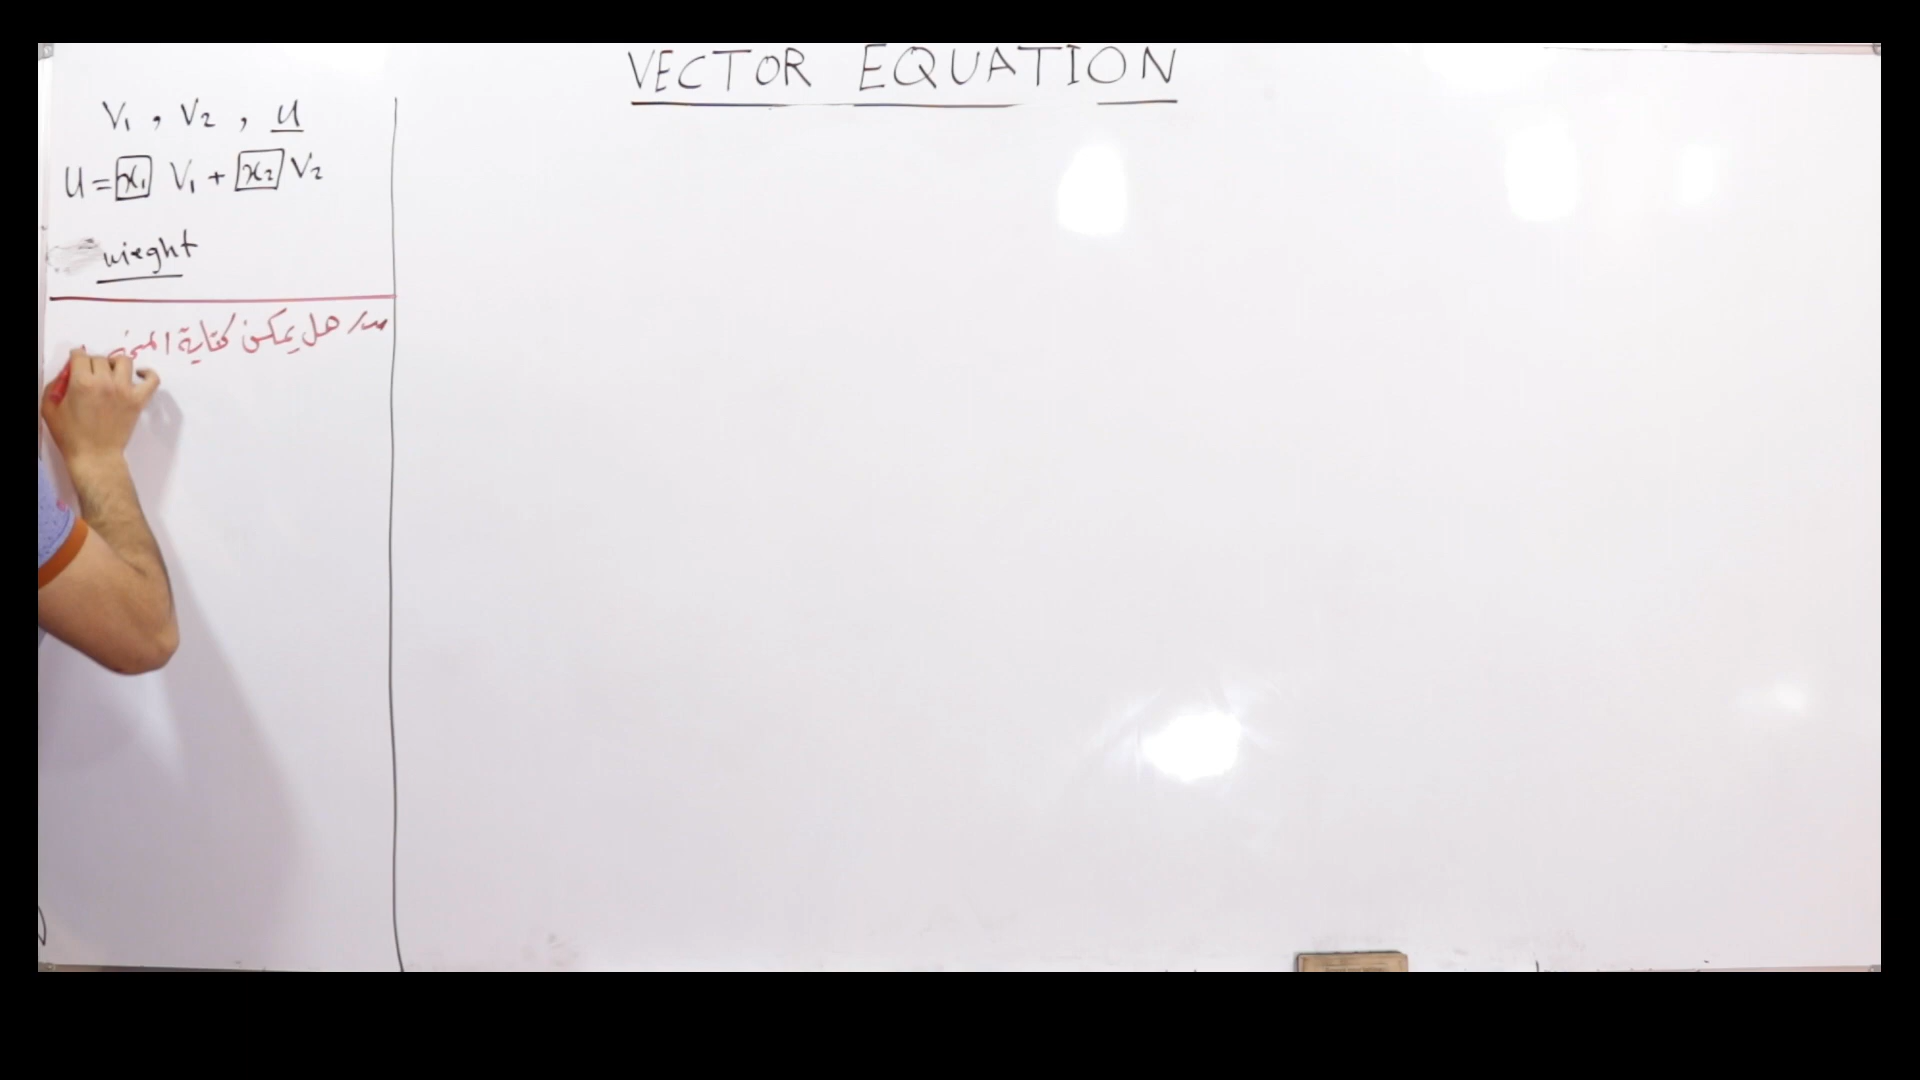 VECTOR EQUATION
V₁ , V₂ , U
U = x₁ V₁ + x₂ V₂
wieght
س/ هل يمكن كتابة